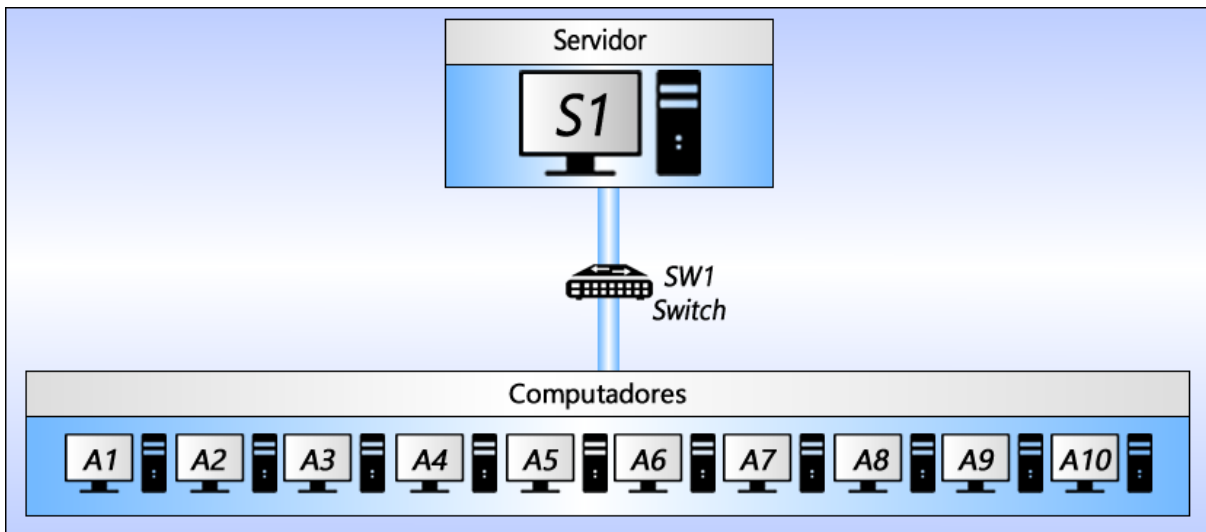 Servidor
S1
SW1
Switch
Computadores
A1 A2 A3 A4 A5 A6 A7 A8 A9 A10